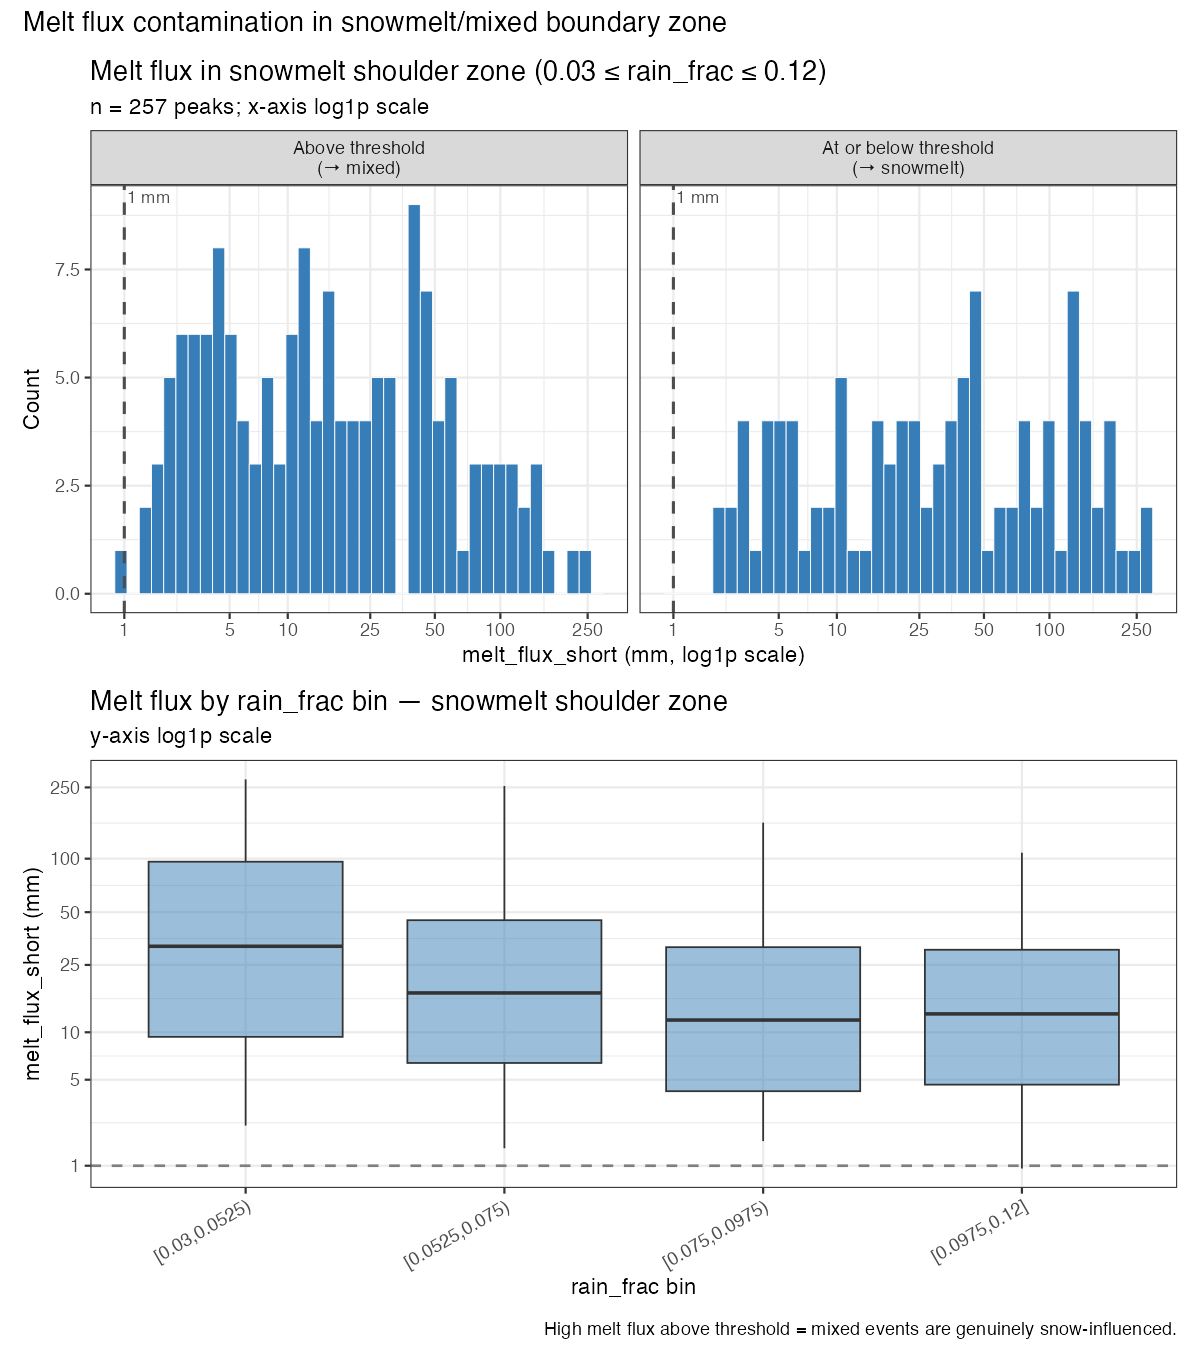 Melt flux contamination in snowmelt/mixed boundary zone
Melt flux in snowmelt shoulder zone (0.03 ≤ rain_frac ≤ 0.12)
n = 257 peaks; x-axis log1p scale
Above threshold
(→ mixed)
At or below threshold
(→ snowmelt)
1 mm
1 mm
Count
7.5
5.0
2.5
0.0
1 5 10 25 50 100 250
1 5 10 25 50 100 250
melt_flux_short (mm, log1p scale)
Melt flux by rain_frac bin — snowmelt shoulder zone
y-axis log1p scale
melt_flux_short (mm)
250
100
50
25
10
5
1
[0.03,0.0525)
[0.0525,0.075)
[0.075,0.0975)
[0.0975,0.12]
rain_frac bin
High melt flux above threshold = mixed events are genuinely snow-influenced.